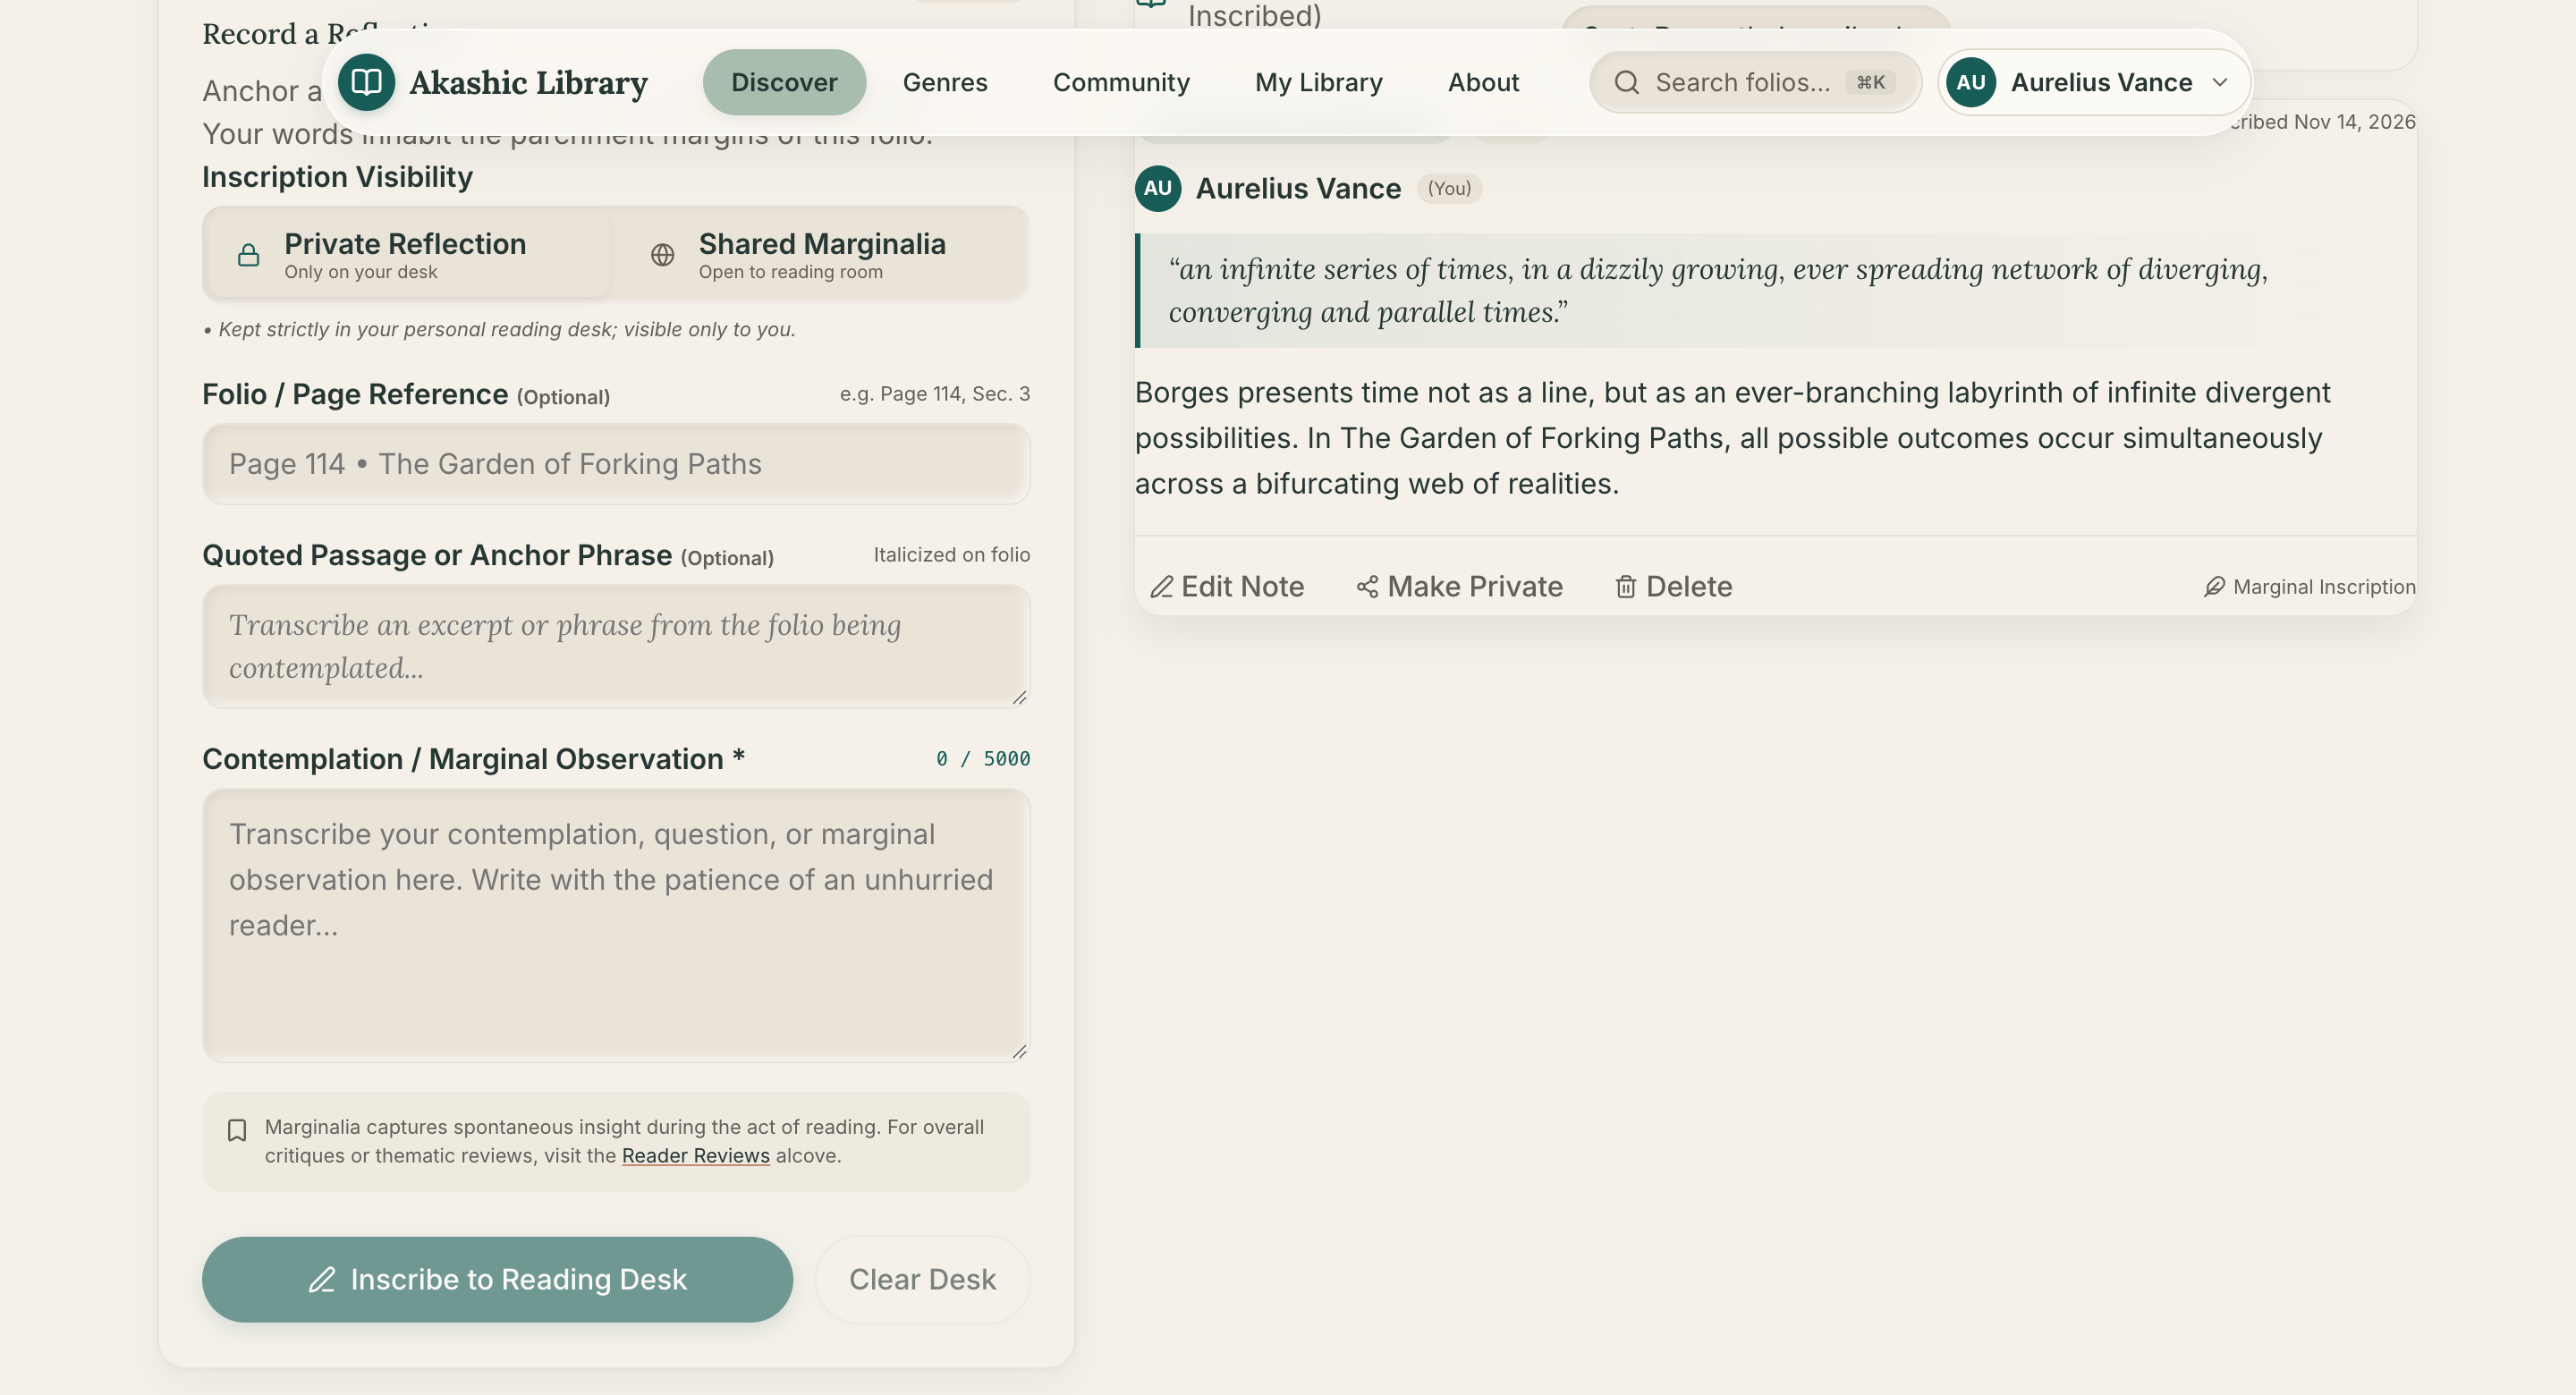 Inscribed)
Record a
Akashic Library
Discover
Genres
Community
My Library
About
Search folios...
⌘K
AU
Aurelius Vance
Anchor a
Your words inhabit the parchment margins of this folio.
Nov 14, 2026
Inscription Visibility
Private Reflection
Only on your desk
Shared Marginalia
Open to reading room
• Kept strictly in your personal reading desk; visible only to you.
Folio / Page Reference (Optional)
e.g. Page 114, Sec. 3
Page 114 • The Garden of Forking Paths
Quoted Passage or Anchor Phrase (Optional)
Italicized on folio
Transcribe an excerpt or phrase from the folio being
contemplated...
Contemplation / Marginal Observation *
0 / 5000
Transcribe your contemplation, question, or marginal
observation here. Write with the patience of an unhurried
reader...
Marginalia captures spontaneous insight during the act of reading. For overall
critiques or thematic reviews, visit the Reader Reviews alcove.
Inscribe to Reading Desk
Clear Desk
AU
Aurelius Vance
(You)
“an infinite series of times, in a dizzily growing, ever spreading network of diverging,
converging and parallel times.”
Borges presents time not as a line, but as an ever-branching labyrinth of infinite divergent
possibilities. In The Garden of Forking Paths, all possible outcomes occur simultaneously
across a bifurcating web of realities.
Edit Note
Make Private
Delete
Marginal Inscription